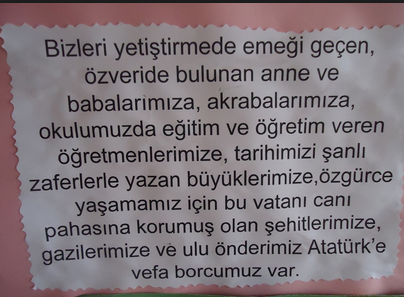 Bizleri yetiştirmede emeği geçen,
özveride bulunan anne ve
babalarımıza, akrabalarımıza,
okulumuzda eğitim ve öğretim veren
öğretmenlerimize, tarihimizi şanlı
zaferlerle yazan büyüklerimize,özgürce
yaşamamız için bu vatanı canı
pahasına korumuş olan şehitlerimize,
gazilerimize ve ulu önderimiz Atatürk'e
vefa borcumuz var.